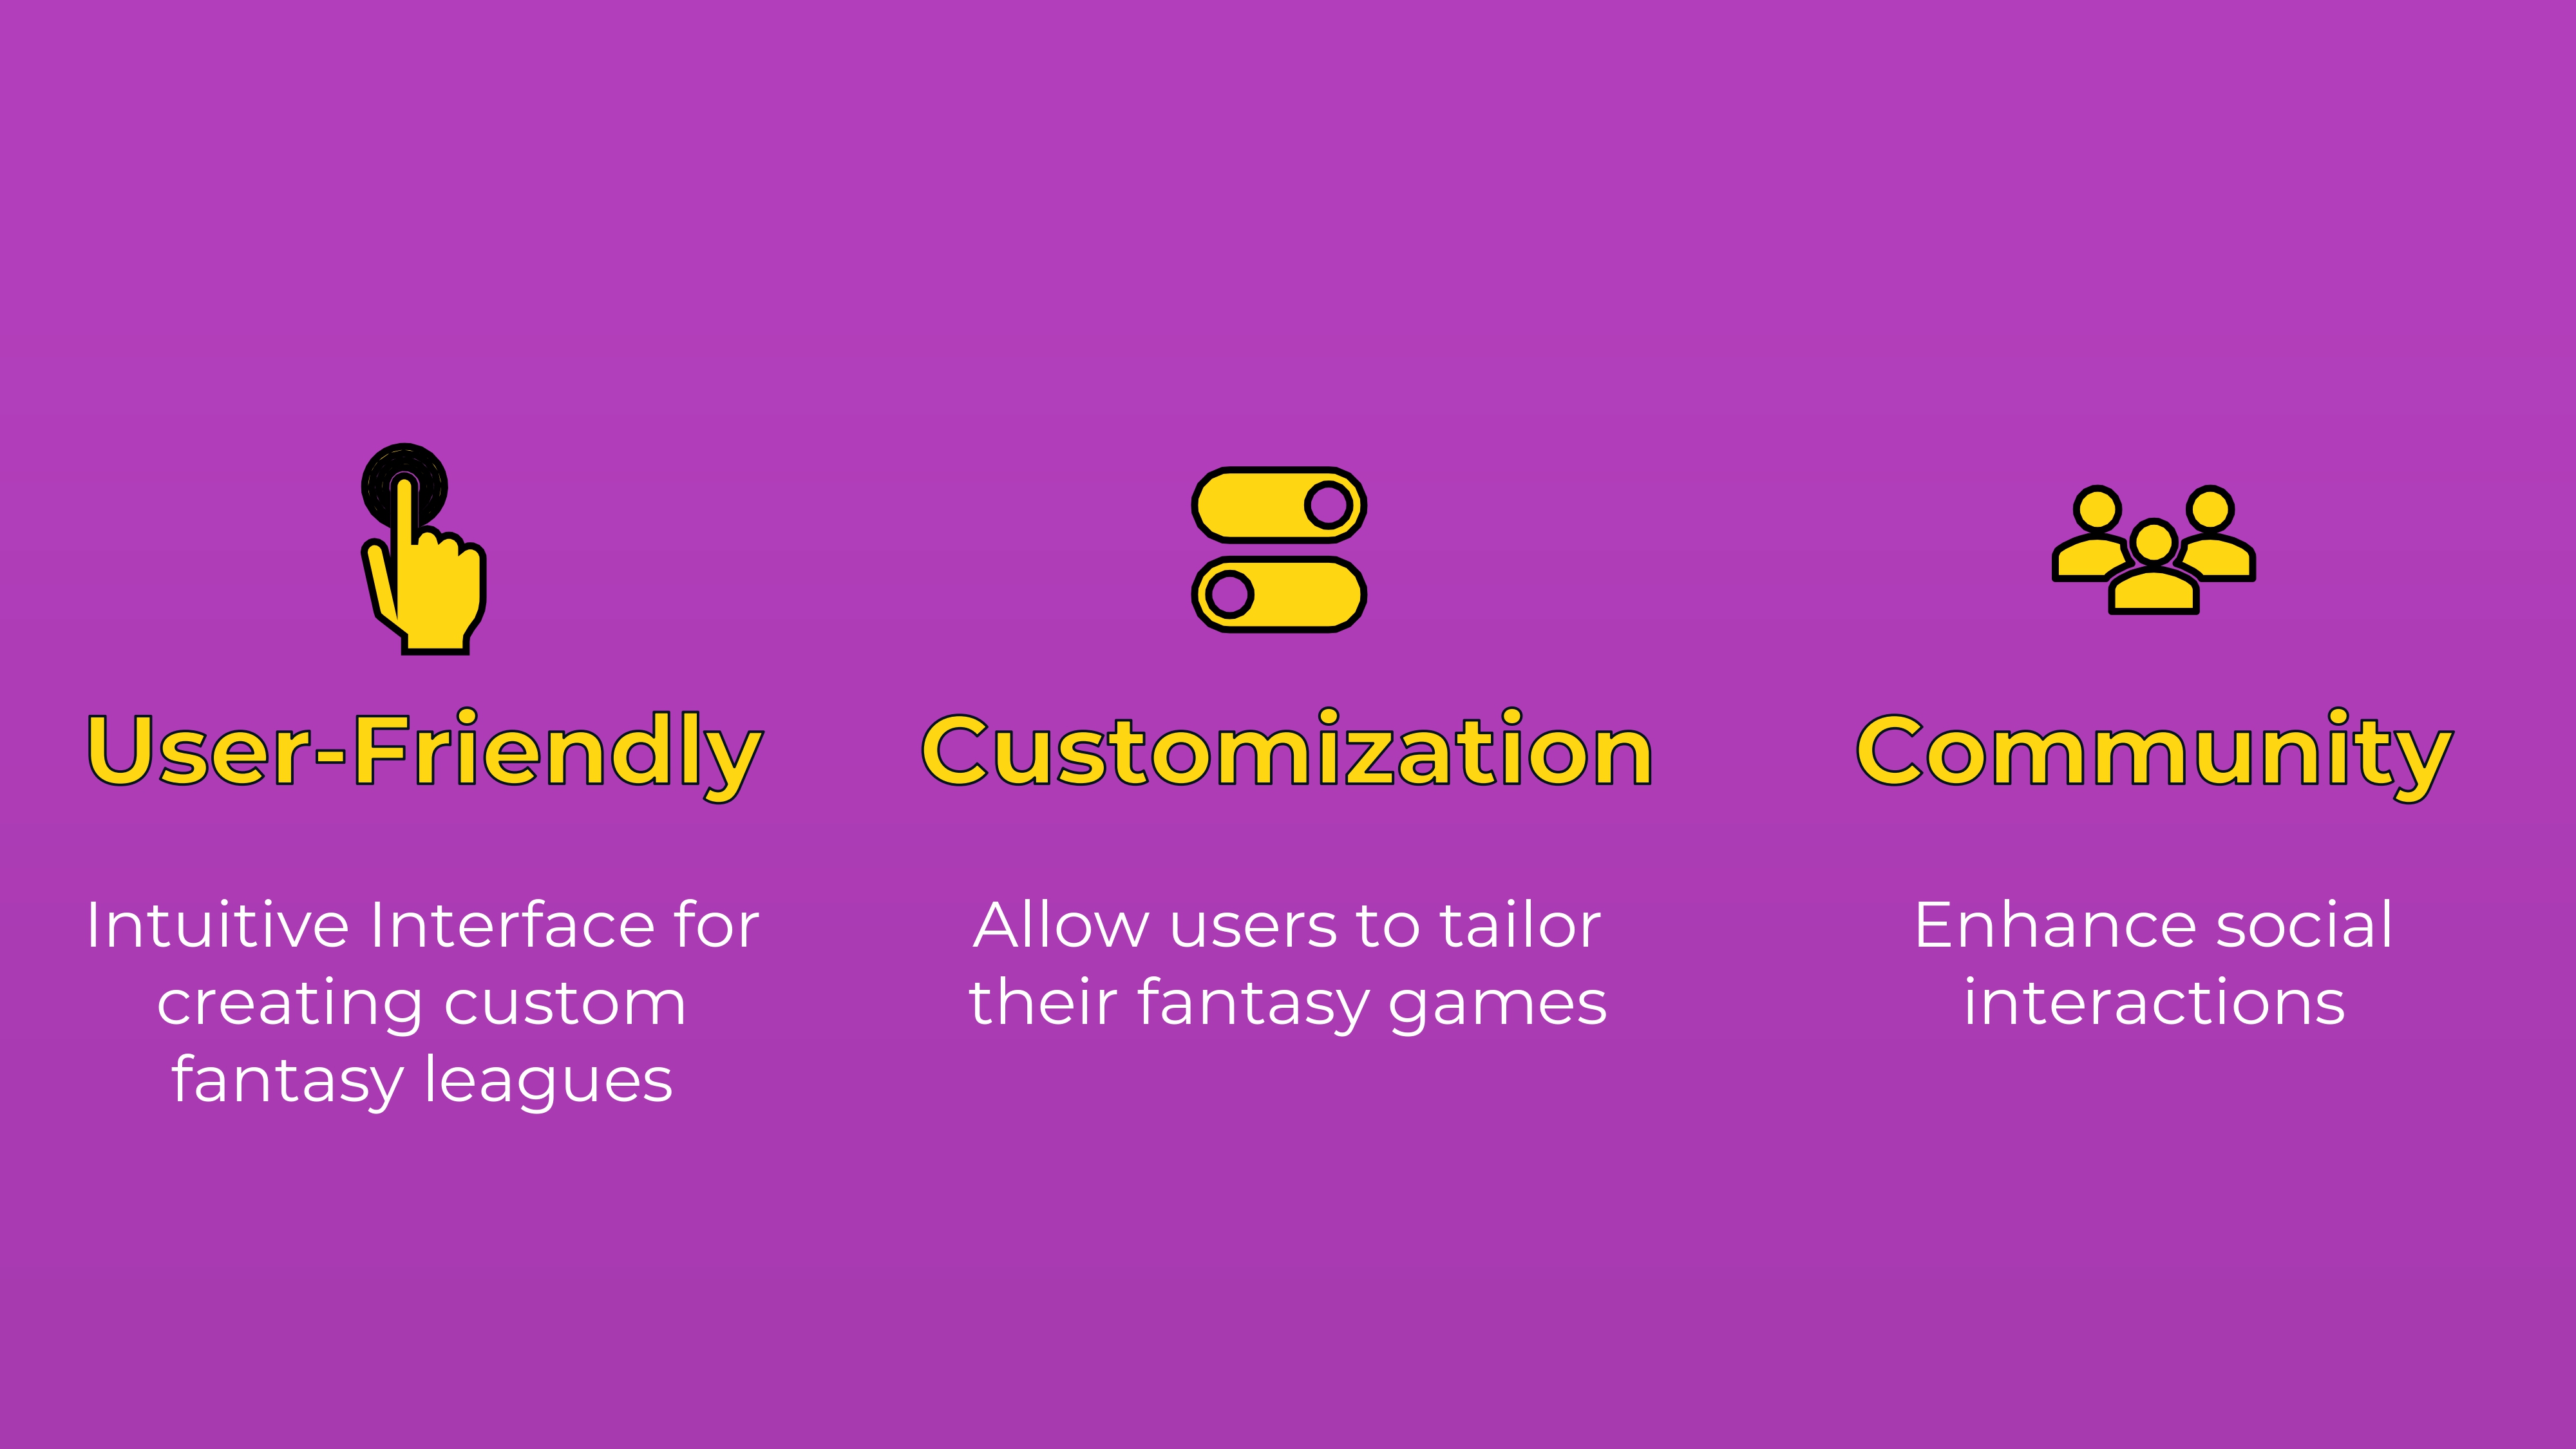 User-Friendly
Intuitive Interface for
creating custom
fantasy leagues
Customization
Allow users to tailor
their fantasy games
Community
Enhance social
interactions